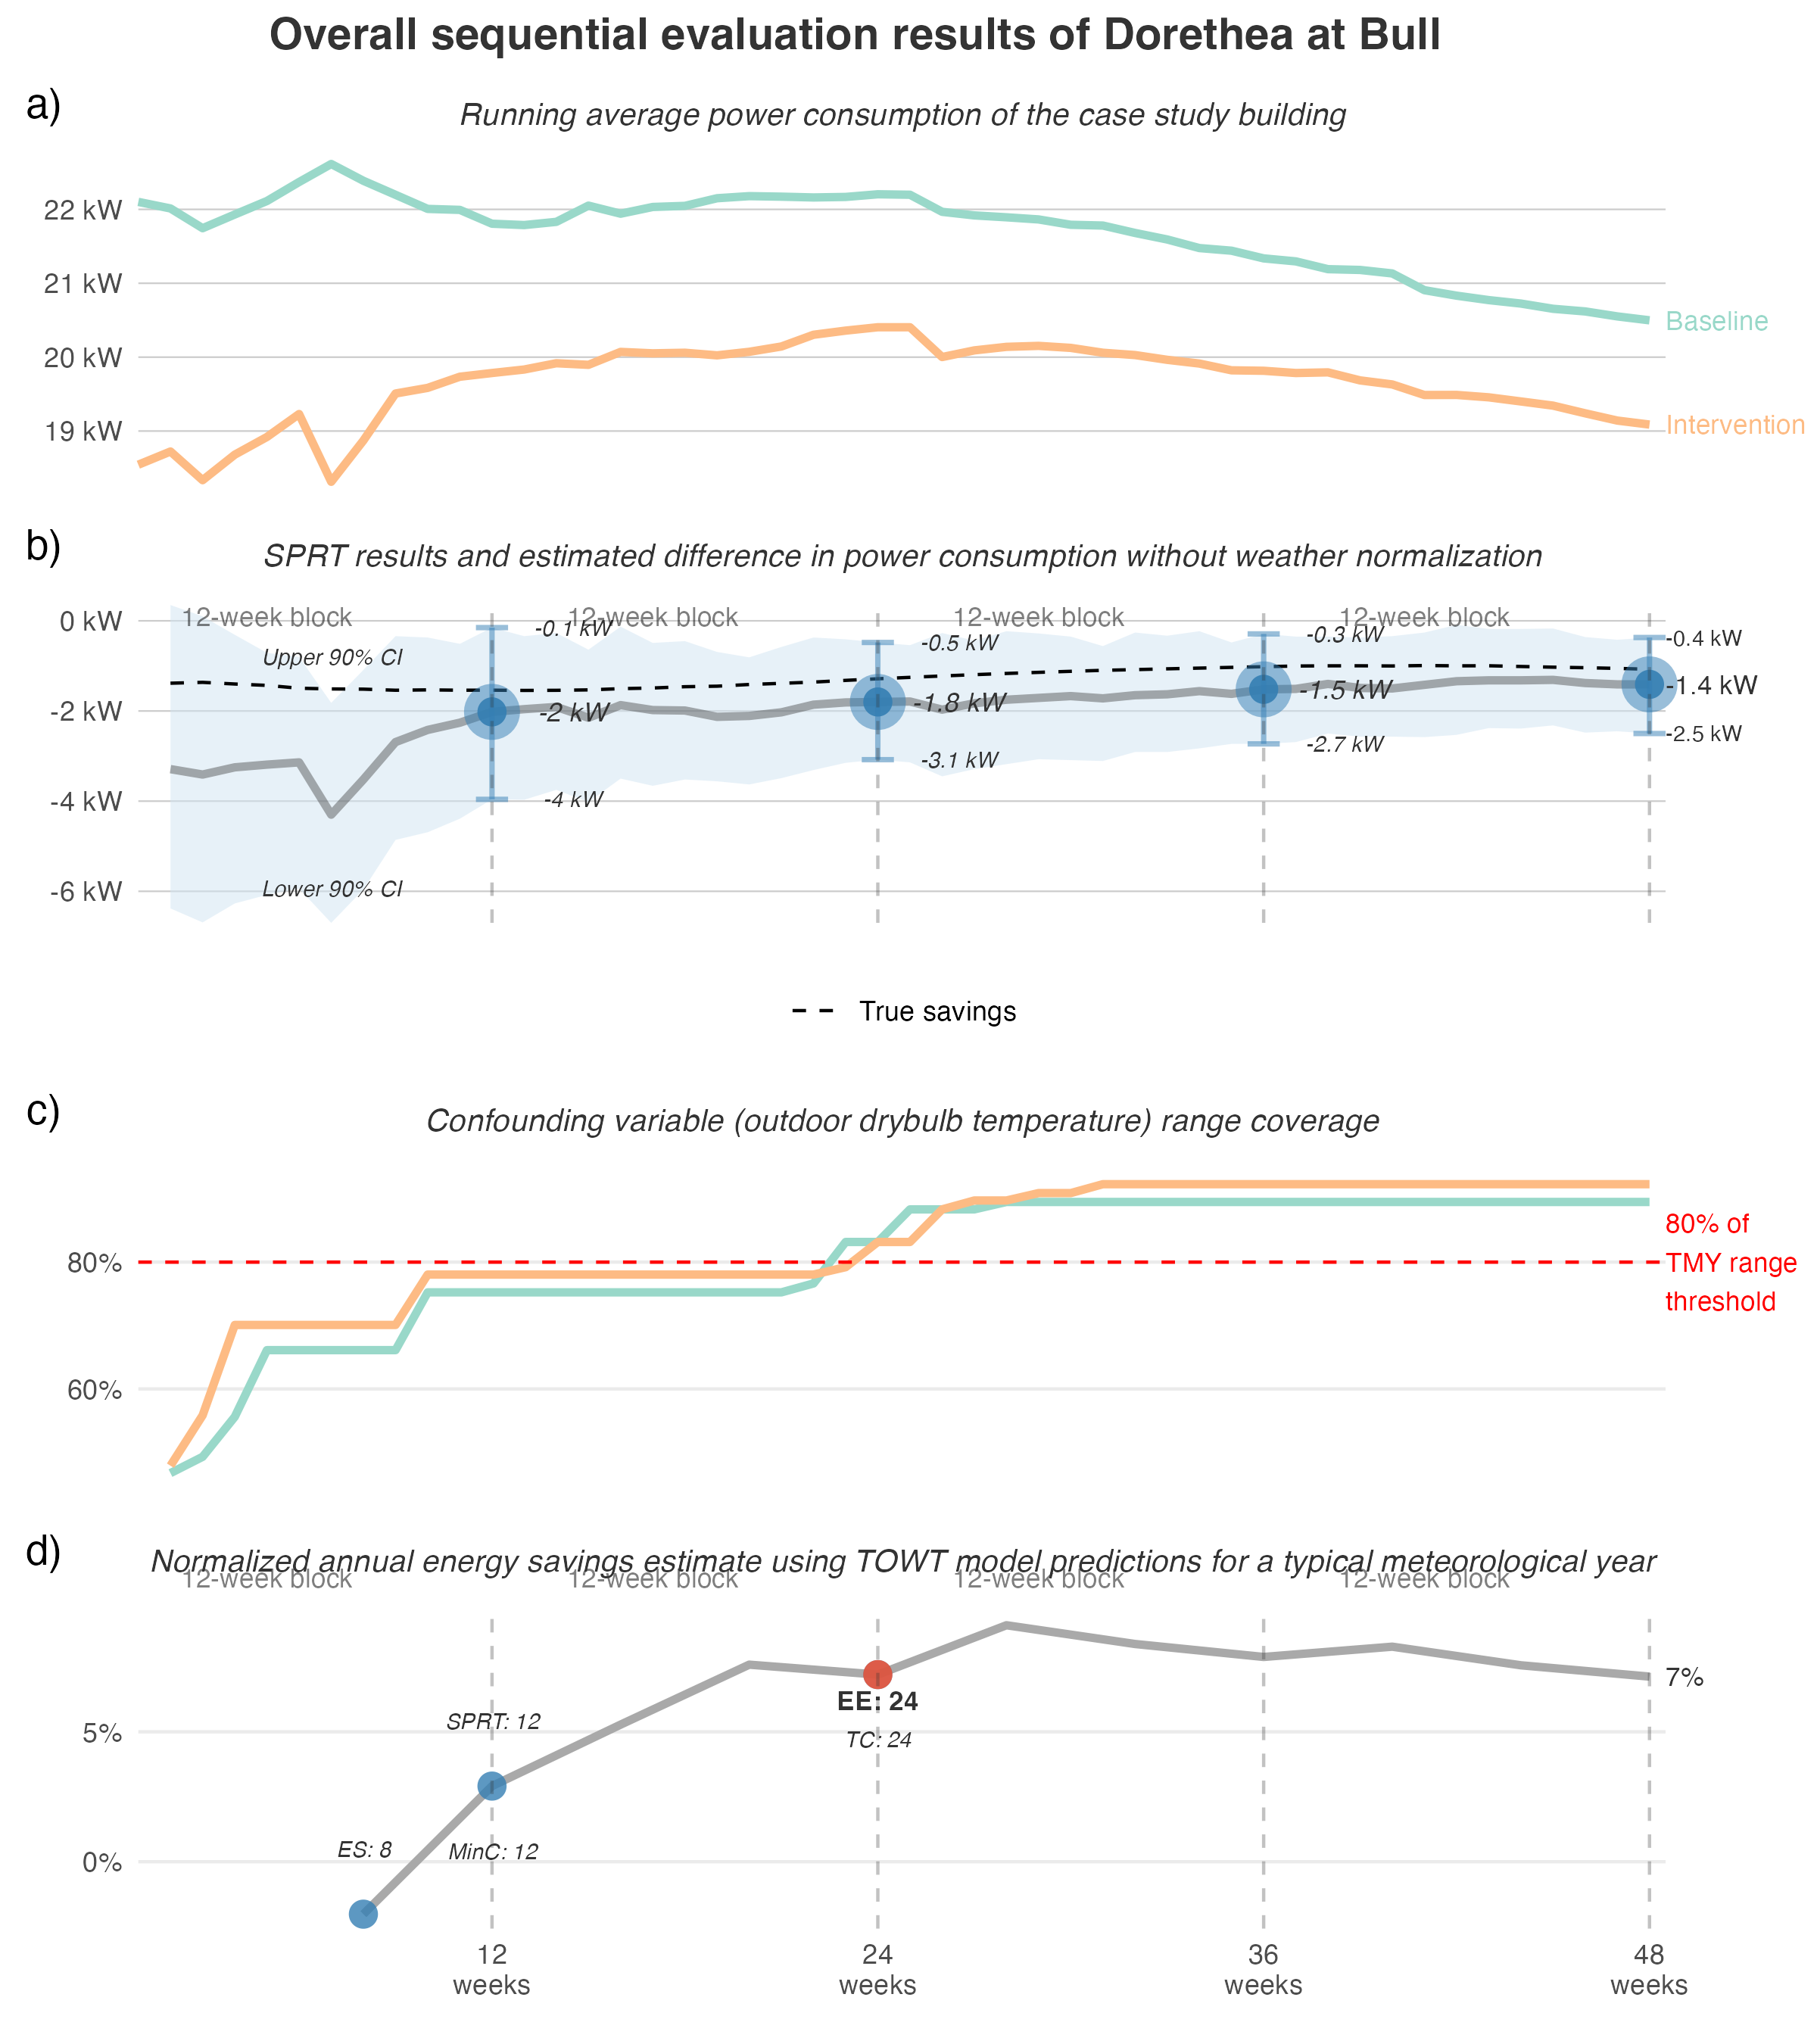 Overall sequential evaluation results of Dorethea at Bull
a)
Running average power consumption of the case study building
22 kW
21 kW
20 kW
19 kW
Baseline
Intervention
b)
SPRT results and estimated difference in power consumption without weather normalization
12-week block
12-week block
12-week block
12-week block
0 kW
-2 kW
-4 kW
-6 kW
Upper 90% CI
Lower 90% CI
-0.1 kW
-2 kW
-4 kW
-0.5 kW
-1.8 kW
-3.1 kW
-0.3 kW
-1.5 kW
-2.7 kW
-0.4 kW
-1.4 kW
-2.5 kW
True savings
c)
Confounding variable (outdoor drybulb temperature) range coverage
80%
60%
80% of
TMY range
threshold
d)
Normalized annual energy savings estimate using TOWT model predictions for a typical meteorological year
12-week block
12-week block
12-week block
12-week block
5%
0%
ES: 8
SPRT: 12
MinC: 12
EE: 24
TC: 24
7%
12
weeks
24
weeks
36
weeks
48
weeks